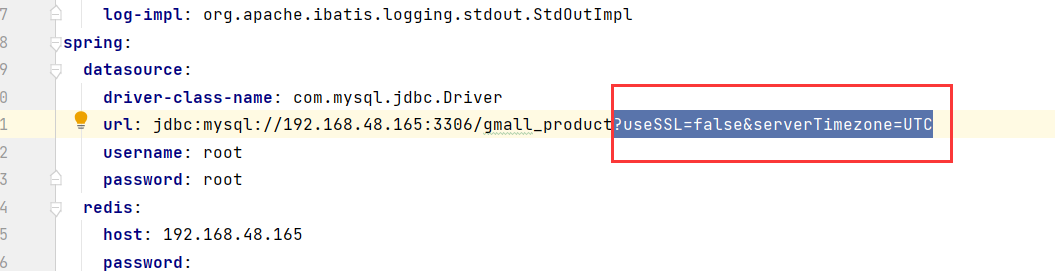 7 log-impl: org.apache.ibatis.logging.stdout.StdOutImpl
8 spring:
9 datasource:
0 driver-class-name: com.mysql.jdbc.Driver
1 url: jdbc:mysql://192.168.48.165:3306/gmall_product?useSSL=false&serverTimezone=UTC
2 username: root
3 password: root
4 redis:
5 host: 192.168.48.165
6 password: